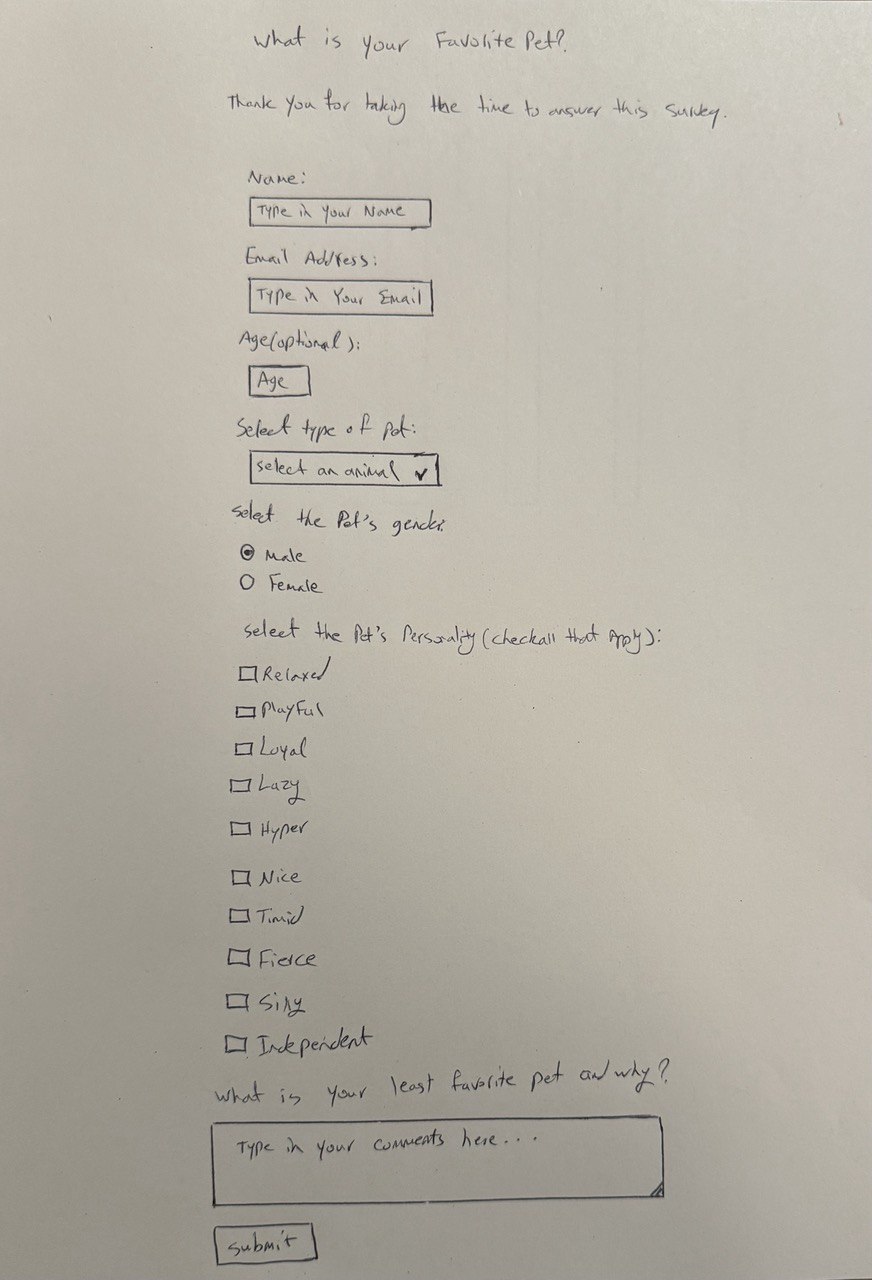 What is your Favorite Pet?
Thank you for taking the time to answer this survey.
Name:
Type in Your Name
Email Address:
Type in Your Email
Age(optional):
Age
Select type of pet:
select an animal
select the Pet's gender:
Male
Female
select the Pet's Personality (check all that Apply):
Relaxed
Playful
Loyal
Lazy
Hyper
Nice
Timid
Fierce
Silly
Independent
what is your least favorite pet and why?
Type in your comments here...
submit